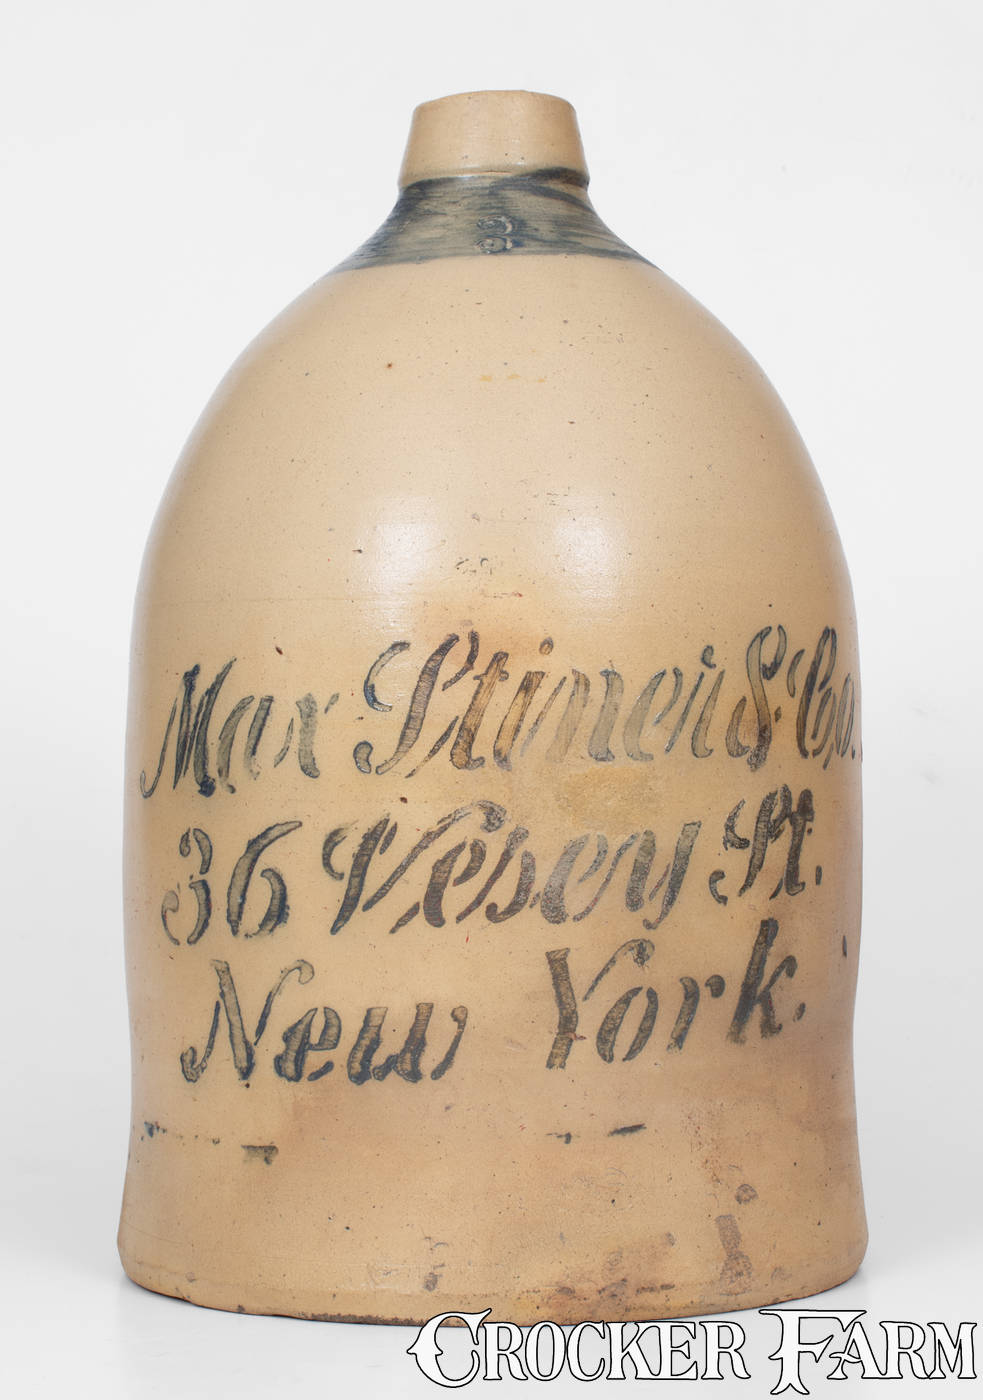 3
Max Stiner & Co.
36 Vesey St.
New York.
CROCKER FARM